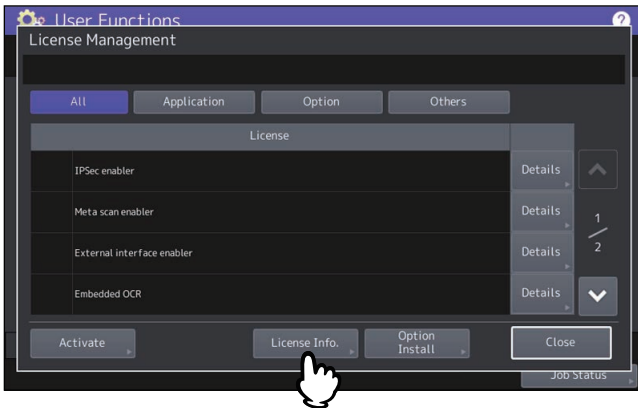 User Functions
?
License Management
All
Application
Option
Others
License
IPSec enabler
Details
Meta scan enabler
Details
1
2
External interface enabler
Details
Embedded OCR
Details
Activate
License Info.
Option
Install
Close
Job Status